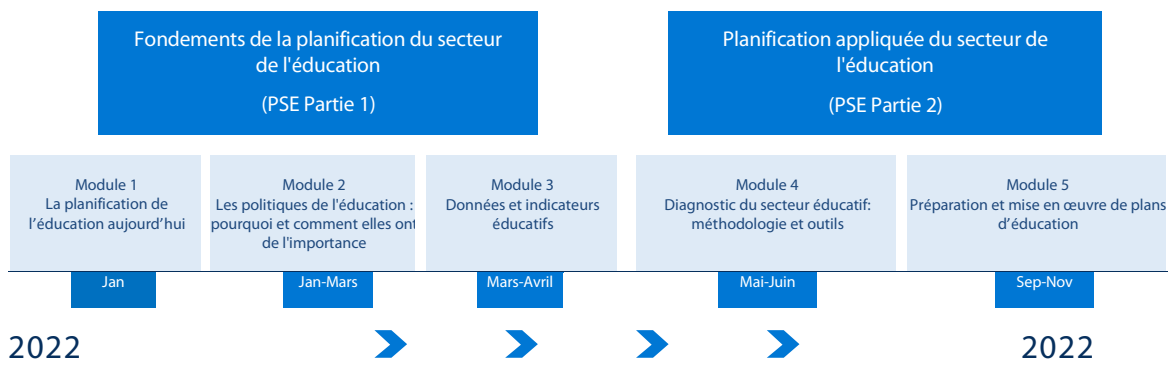 Fondements de la planification du secteur
de l'éducation
(PSE Partie 1)
Planification appliquée du secteur de
l'éducation
(PSE Partie 2)
Module 1
La planification de
l’éducation aujourd’hui
Module 2
Les politiques de l'éducation :
pourquoi et comment elles ont
de l'importance
Module 3
Données et indicateurs
éducatifs
Module 4
Diagnostic du secteur éducatif:
méthodologie et outils
Module 5
Préparation et mise en œuvre de plans
d’éducation
Jan
Jan-Mars
Mars-Avril
Mai-Juin
Sep-Nov
2022
2022